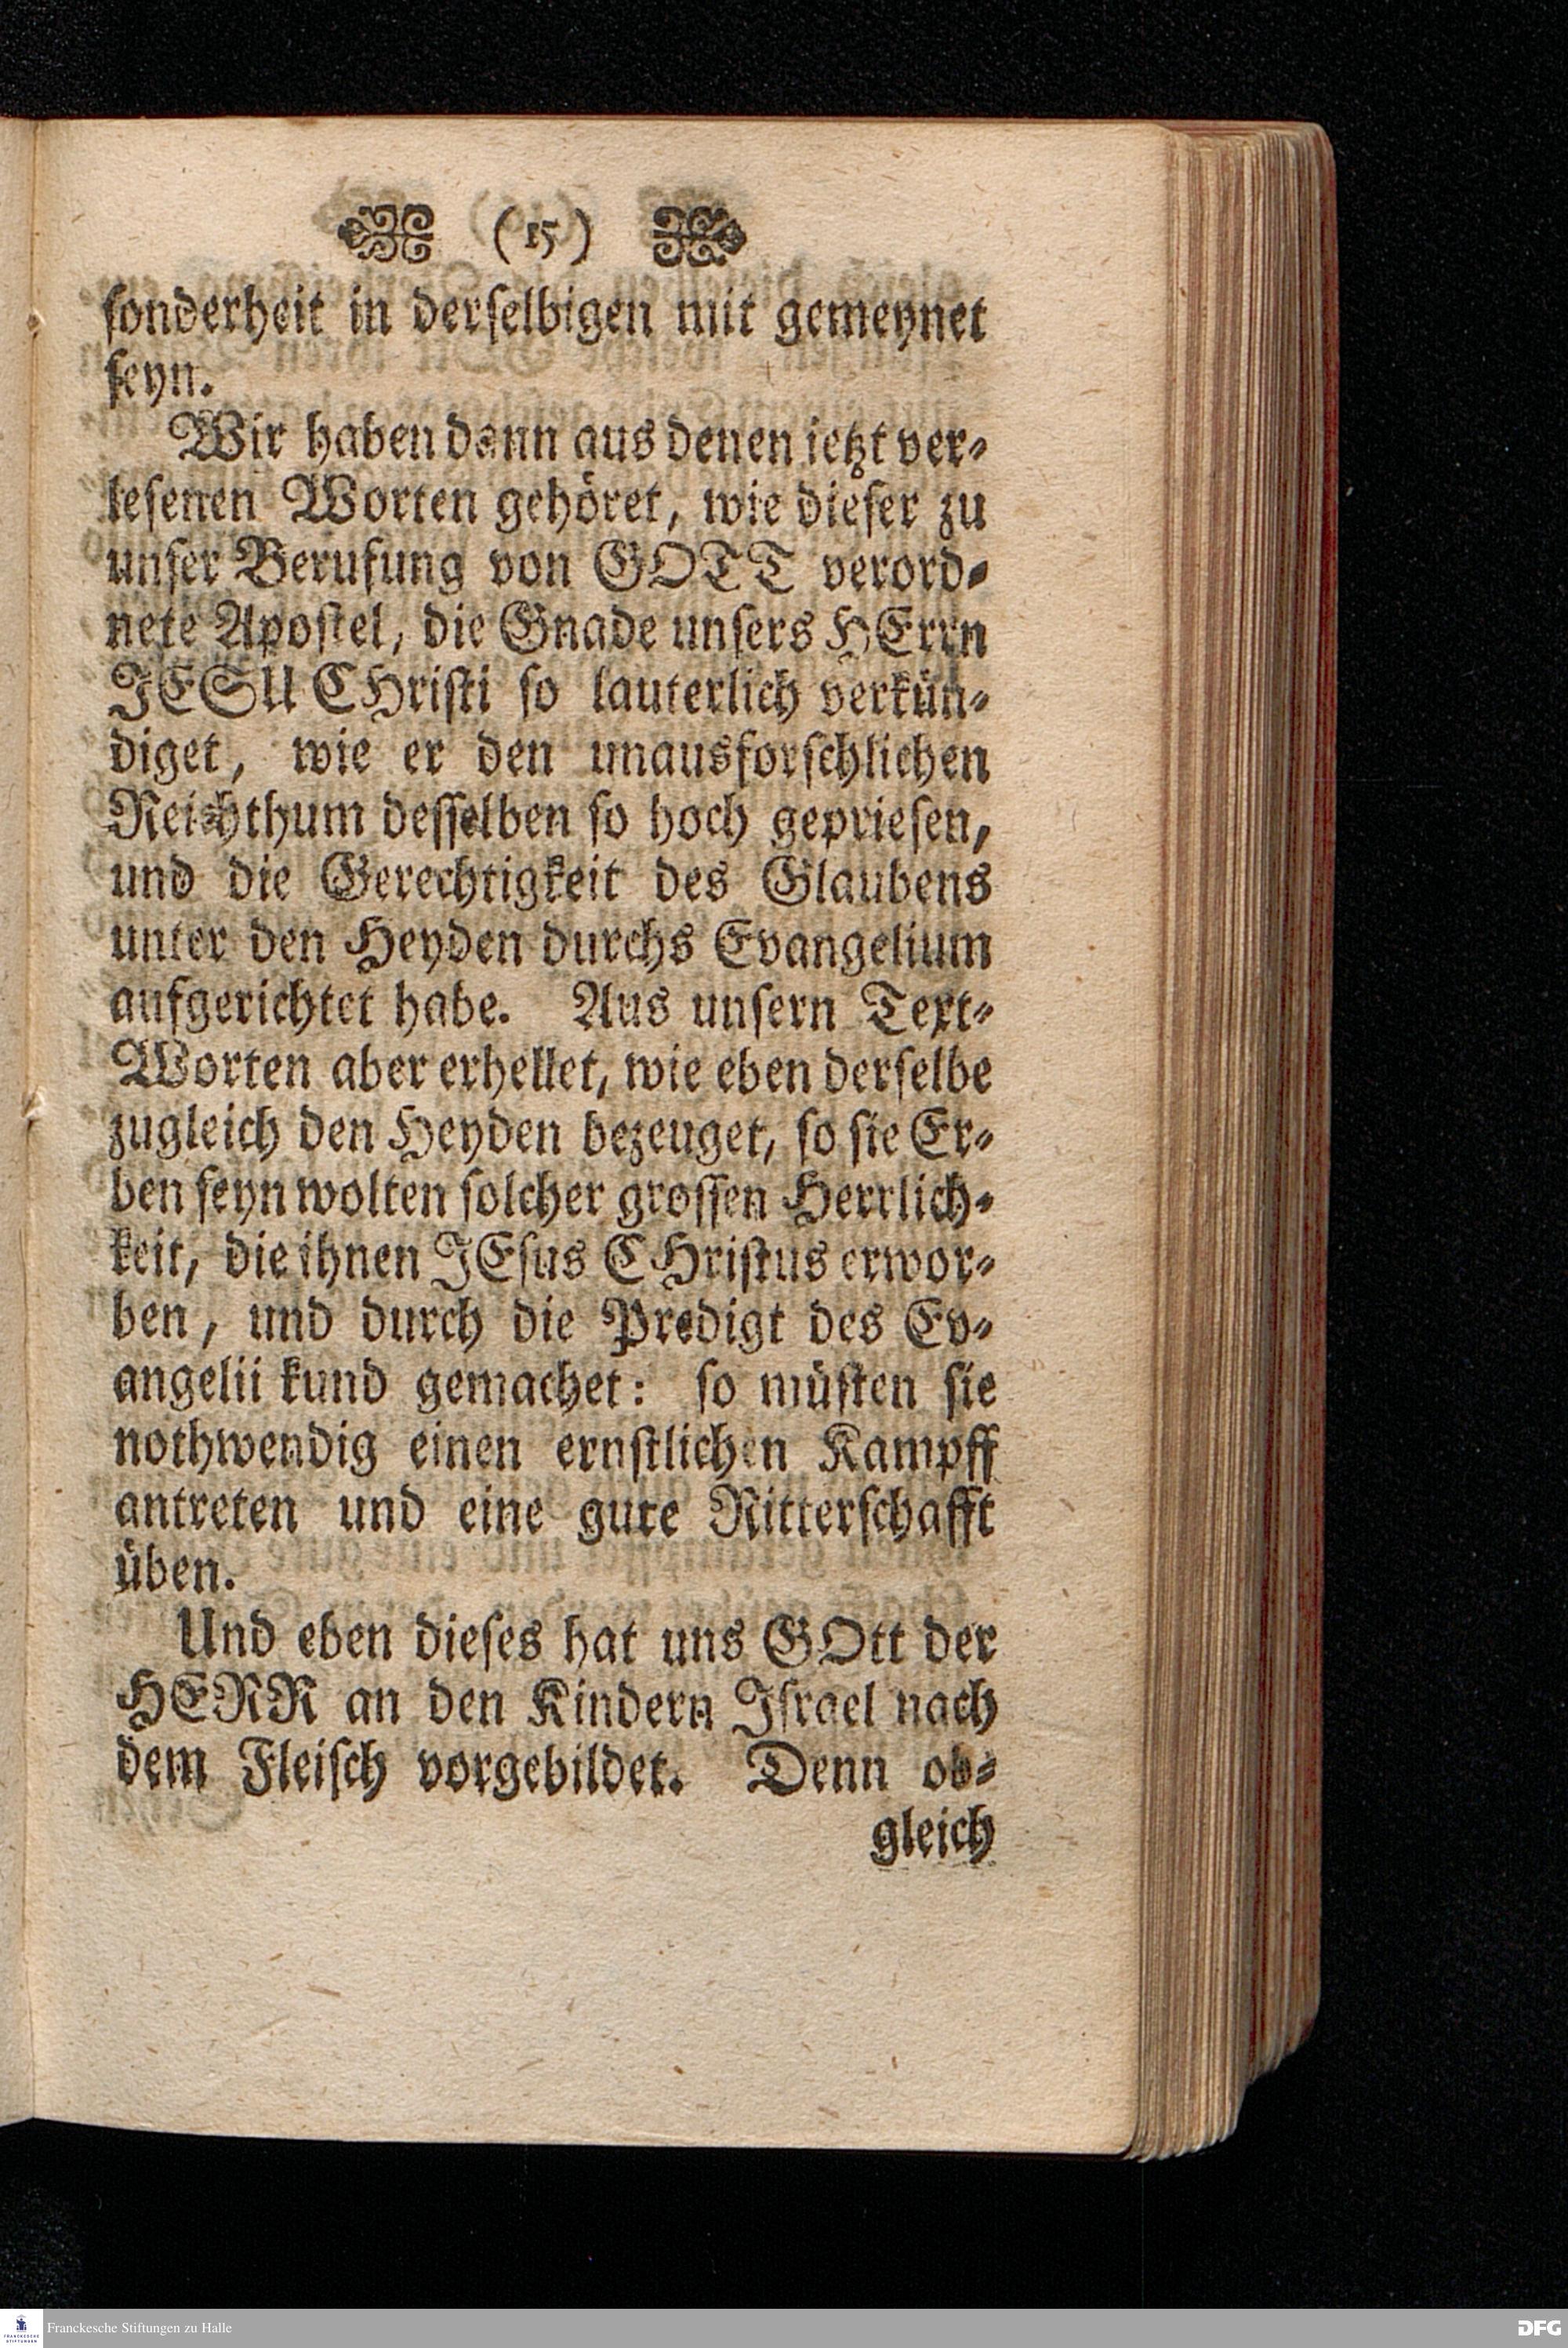 (15)
sonderheit in derselbigen mit gemeynet
seyn.
Wir haben dann aus denen ietzt ver-
lesenen Worten gehöret, wie dieser zu
unser Berufung von GOTT verord-
nete Apostel, die Gnade unsers HErrn
JESU CHristi so lauterlich verkün-
diget, wie er den unausforschlichen
Reichthum desselben so hoch gepriesen,
und die Gerechtigkeit des Glaubens
unter den Heyden durchs Evangelium
aufgerichtet habe. Aus unsern Text-
Worten aber erhellet, wie eben derselbe
zugleich den Heyden bezeuget, so sie Er-
ben seyn wolten solcher grossen Herrlich-
keit, die ihnen JEsus CHristus erwor-
ben, und durch die Predigt des Ev-
angelii kund gemachet: so müsten sie
nothwendig einen ernstlichen Kampff
antreten und eine gute Ritterschafft
üben.
Und eben dieses hat uns GOtt der
HERR an den Kindern Israel nach
dem Fleisch vorgebildet. Denn ob-
gleich
Franckesche Stiftungen zu Halle
DFG